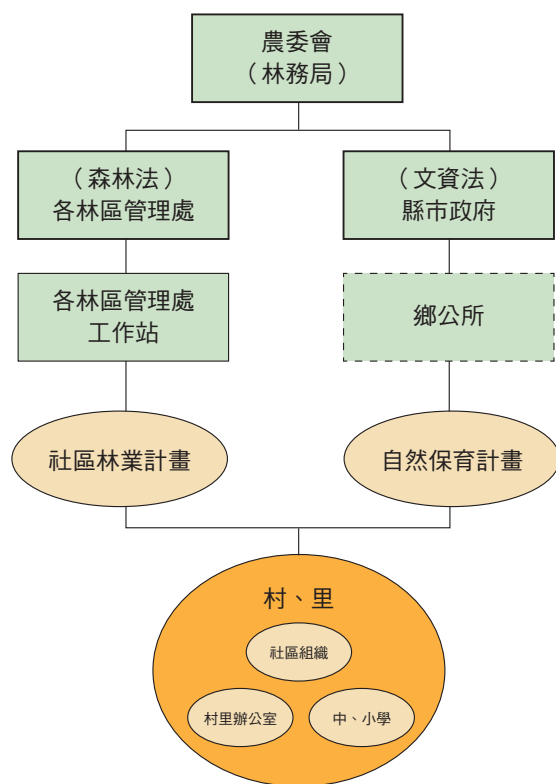 農委會
（林務局）
（森林法）
各林區管理處
（文資法）
縣市政府
各林區管理處
工作站
鄉公所
社區林業計畫
自然保育計畫
村、里
社區組織
村里辦公室
中、小學